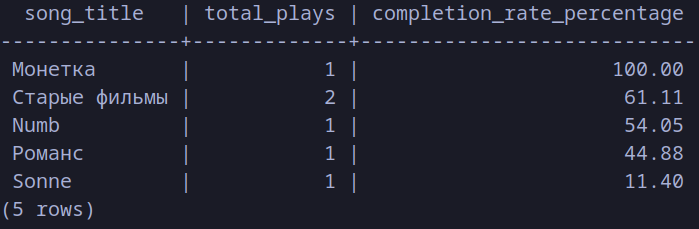 song_title | total_plays | completion_rate_percentage
---------------+-------------+----------------------------
Монетка | 1 | 100.00
Старые фильмы | 2 | 61.11
Numb | 1 | 54.05
Романс | 1 | 44.88
Sonne | 1 | 11.40
(5 rows)